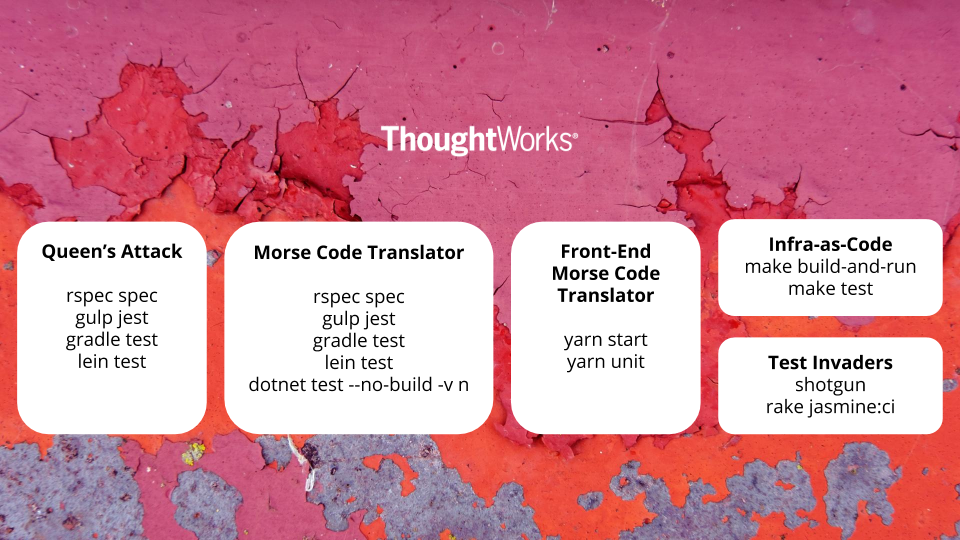 ThoughtWorks®
Queen’s Attack
rspec spec
gulp jest
gradle test
lein test
Morse Code Translator
rspec spec
gulp jest
gradle test
lein test
dotnet test --no-build -v n
Front-End
Morse Code
Translator
yarn start
yarn unit
Infra-as-Code
make build-and-run
make test
Test Invaders
shotgun
rake jasmine:ci